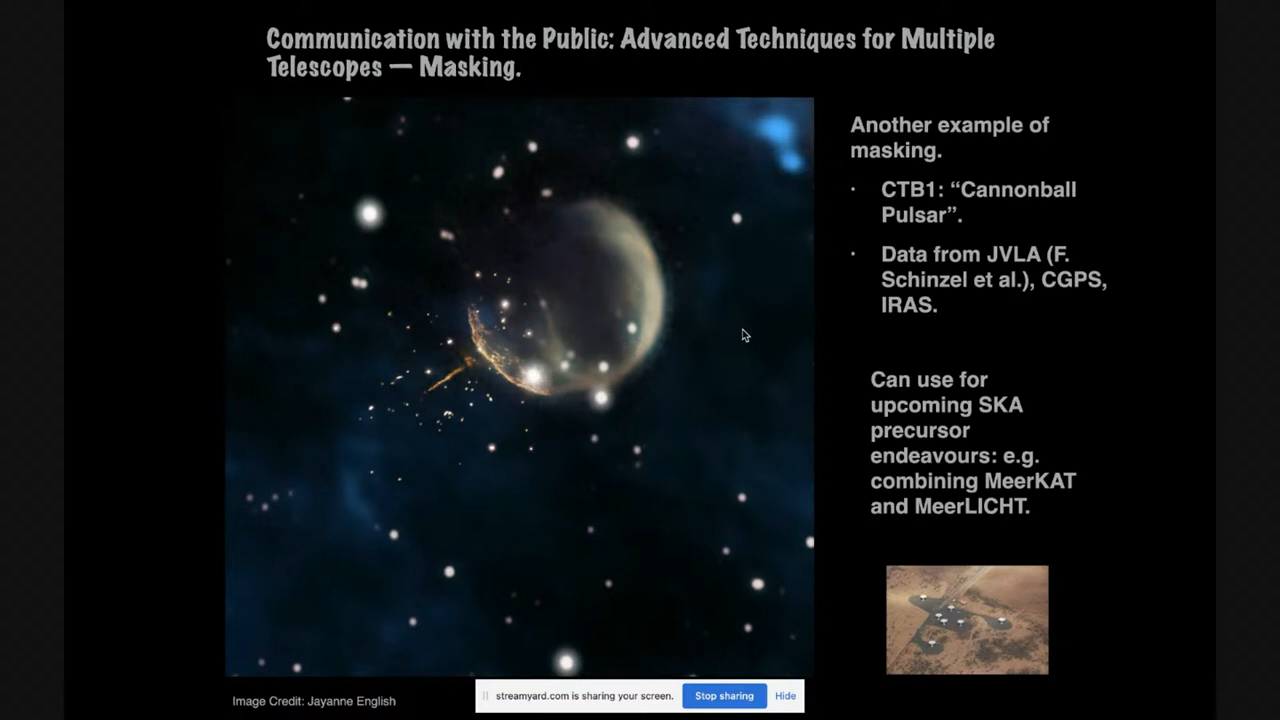 Communication with the Public: Advanced Techniques for Multiple
Telescopes — Masking.
Another example of
masking.
· CTB1: “Cannonball
Pulsar”.
· Data from JVLA (F.
Schinzel et al.), CGPS,
IRAS.
Can use for
upcoming SKA
precursor
endeavours: e.g.
combining MeerKAT
and MeerLICHT.
Image Credit: Jayanne English
streamyard.com is sharing your screen.
Stop sharing
Hide